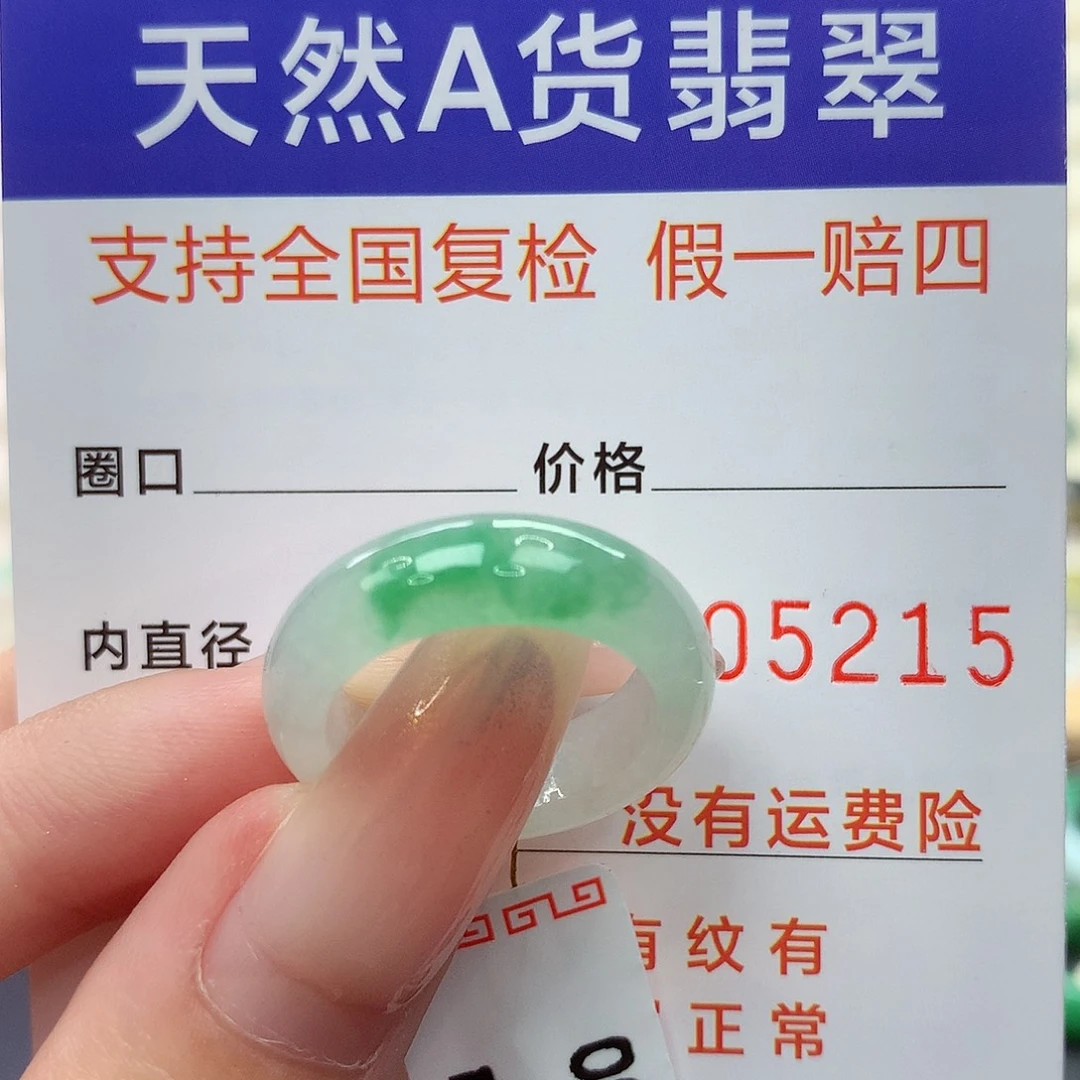 天然A货翡翠
支持全国复检 假一赔四
圈口 价格
内直径 05215
没有运费险
有纹有
正常